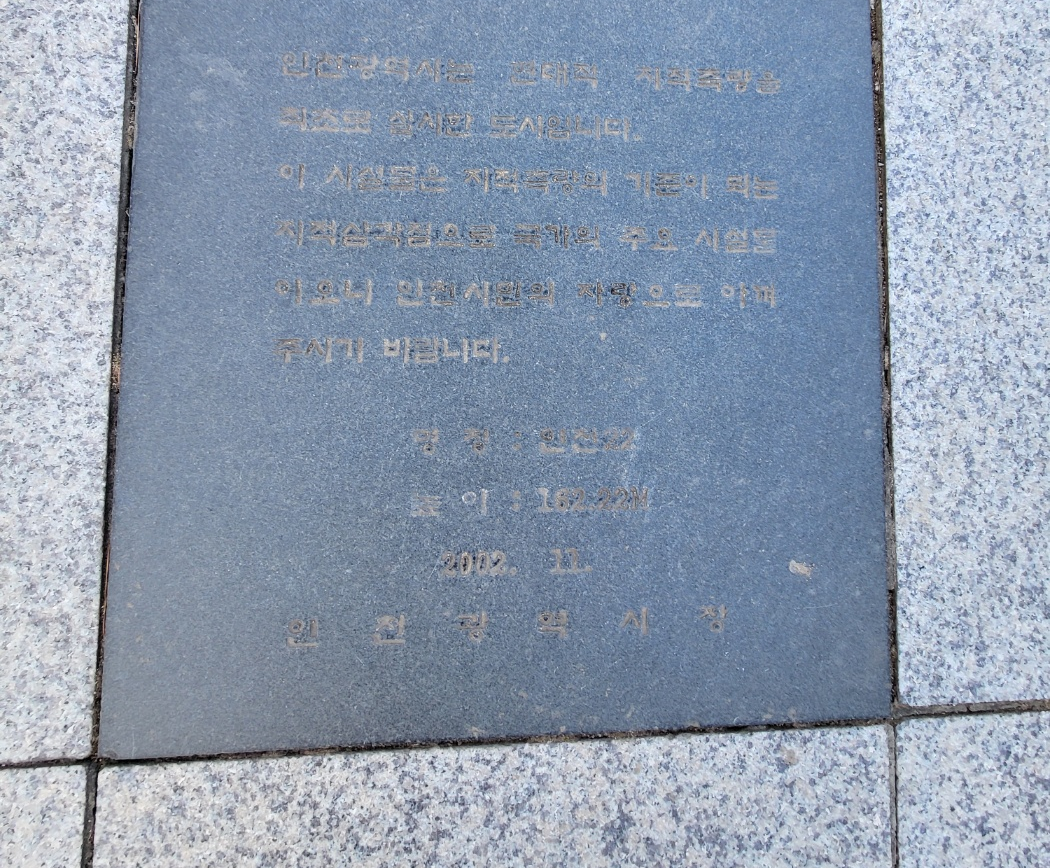 인천광역시는 근대적 지적측량을
최초로 실시한 도시입니다.
이 시설물은 지적측량의 기준이 되는
지적삼각점으로 국가의 주요 시설물
이오니 인천시민의 자랑으로 아껴
주시기 바랍니다.
명 칭 :
높 이 : 162.22M
2002. 11.
인 천 광 역 시 장